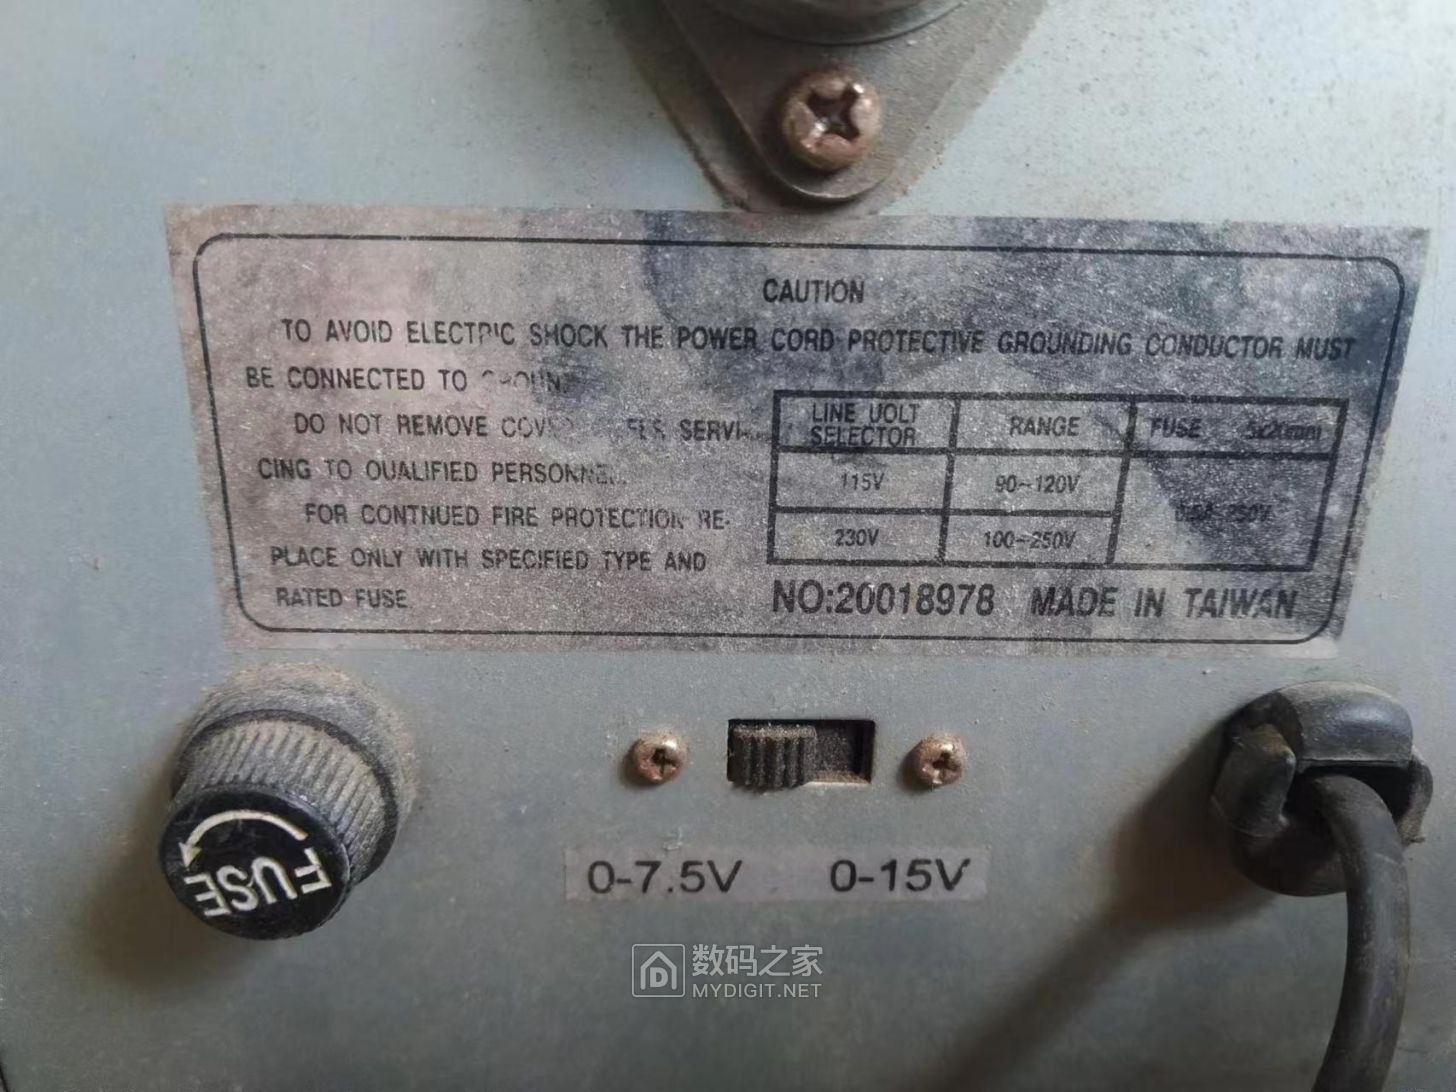 CAUTION
TO AVOID ELECTRIC SHOCK THE POWER CORD PROTECTIVE GROUNDING CONDUCTOR MUST
BE CONNECTED TO
DO NOT REMOVE SERVI-
CING TO QUALIFIED PERSONNEL.
FOR CONTNUED FIRE PROTECTION RE-
PLACE ONLY WITH SPECIFIED TYPE AND
RATED FUSE
LINE UOLT SELECTOR RANGE FUSE 5x20mm
115V 90~120V
230V 100~250V
NO:20018978 MADE IN TAIWAN
FUSE
0-7.5V 0-15V
数码之家
MYDIGIT.NET